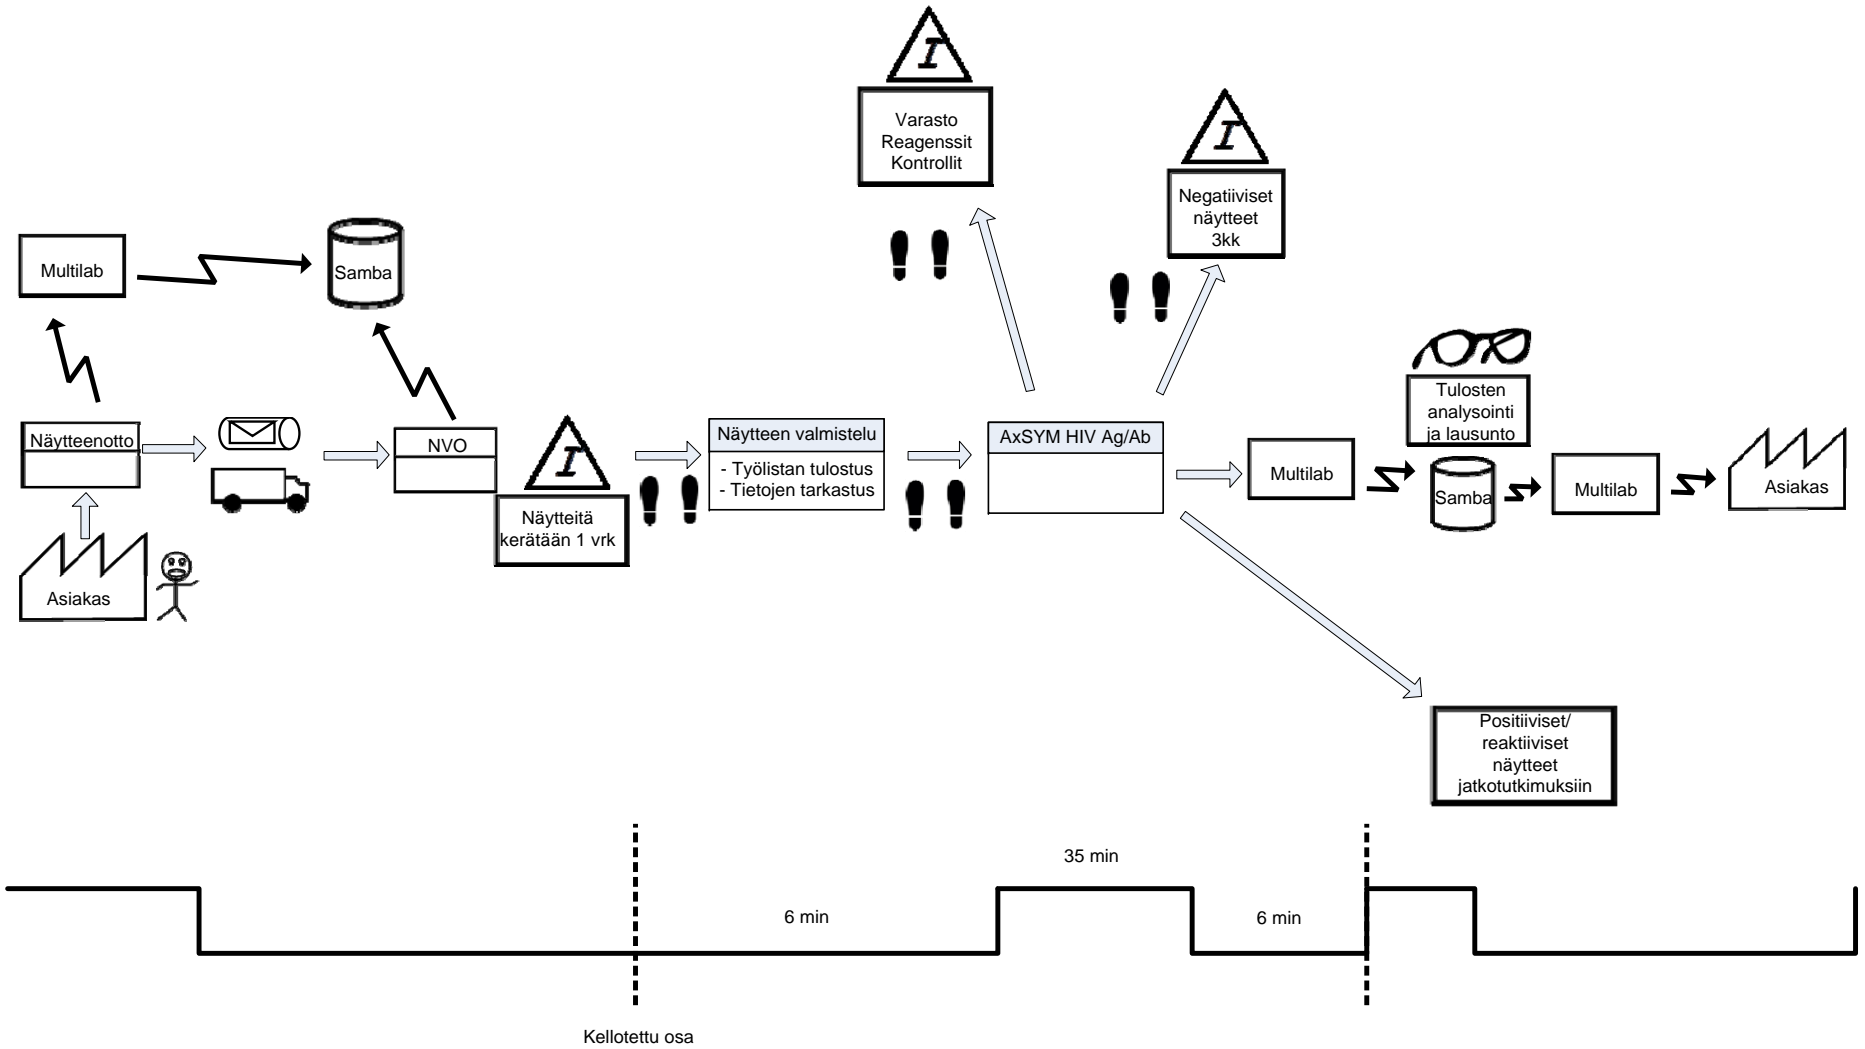 I
Varasto
Reagenssit
Kontrollit
I
Negatiiviset
näytteet
3kk
Multilab
Samba
Näytteenotto
NVO
I
Näytteitä
kerätään 1 vrk
Näytteen valmistelu
- Työlistan tulostus
- Tietojen tarkastus
AxSYM HIV Ag/Ab
Multilab
Tulosten
analysointi
ja lausunto
Samba
Multilab
Asiakas
Asiakas
Positiiviset/
reaktiiviset
näytteet
jatkotutkimuksiin
35 min
6 min
6 min
Kellotettu osa